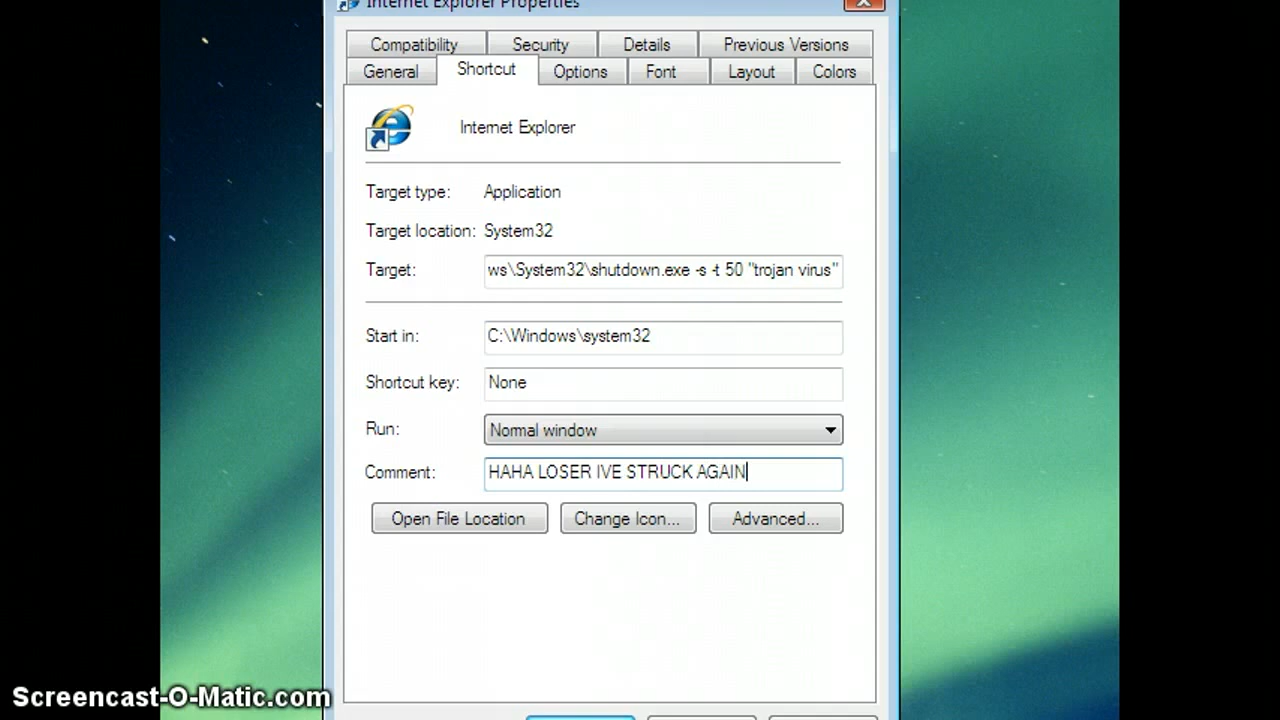 Internet Explorer Properties
Compatibility Security Details Previous Versions
General Shortcut Options Font Layout Colors
Internet Explorer
Target type: Application
Target location: System32
Target: ws\System32\shutdown.exe -s -t 50 "trojan virus"
Start in: C:\Windows\system32
Shortcut key: None
Run: Normal window
Comment: HAHA LOSER IVE STRUCK AGAIN
Open File Location Change Icon... Advanced...
Screencast-O-Matic.com